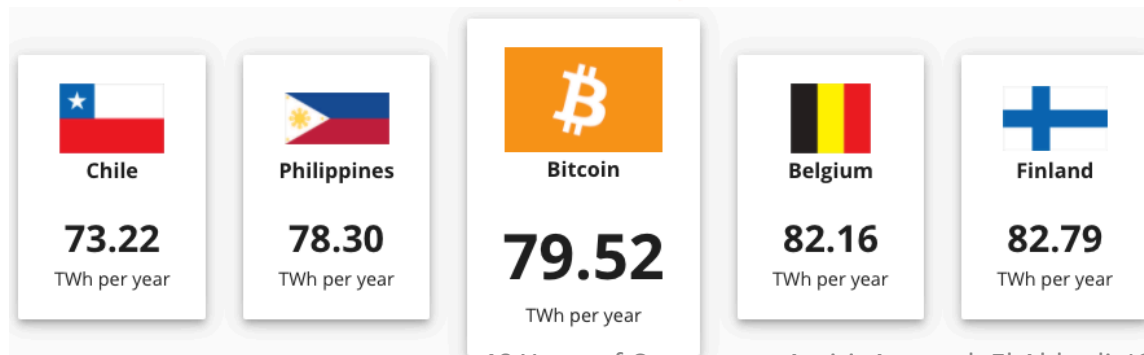 Chile
73.22
TWh per year
Philippines
78.30
TWh per year
Bitcoin
79.52
TWh per year
Belgium
82.16
TWh per year
Finland
82.79
TWh per year